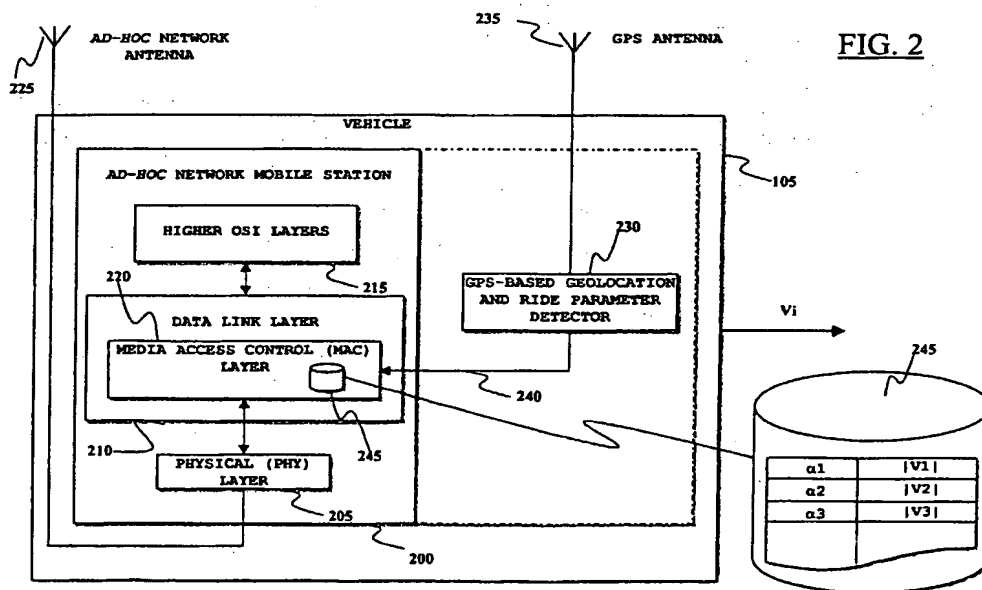 AD-HOC NETWORK
ANTENNA
225
235
GPS ANTENNA
FIG. 2
VEHICLE
105
AD-HOC NETWORK MOBILE STATION
HIGHER OSI LAYERS
215
220
DATA LINK LAYER
MEDIA ACCESS CONTROL (MAC)
LAYER
245
210
PHYSICAL (PHY)
LAYER
205
200
230
GPS-BASED GEOLOCATION
AND RIDE PARAMETER
DETECTOR
240
Vi
245
α1 |V1|
α2 |V2|
α3 |V3|